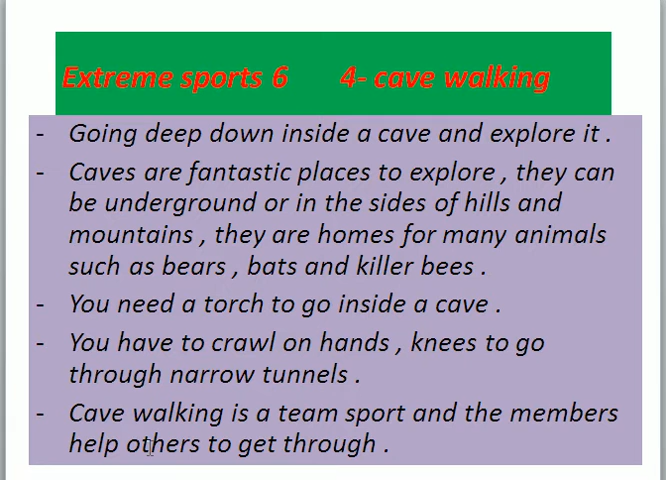 Extreme sports 6 4- cave walking
- Going deep down inside a cave and explore it .
- Caves are fantastic places to explore , they can
be underground or in the sides of hills and
mountains , they are homes for many animals
such as bears , bats and killer bees .
- You need a torch to go inside a cave .
- You have to crawl on hands , knees to go
through narrow tunnels .
- Cave walking is a team sport and the members
help others to get through .